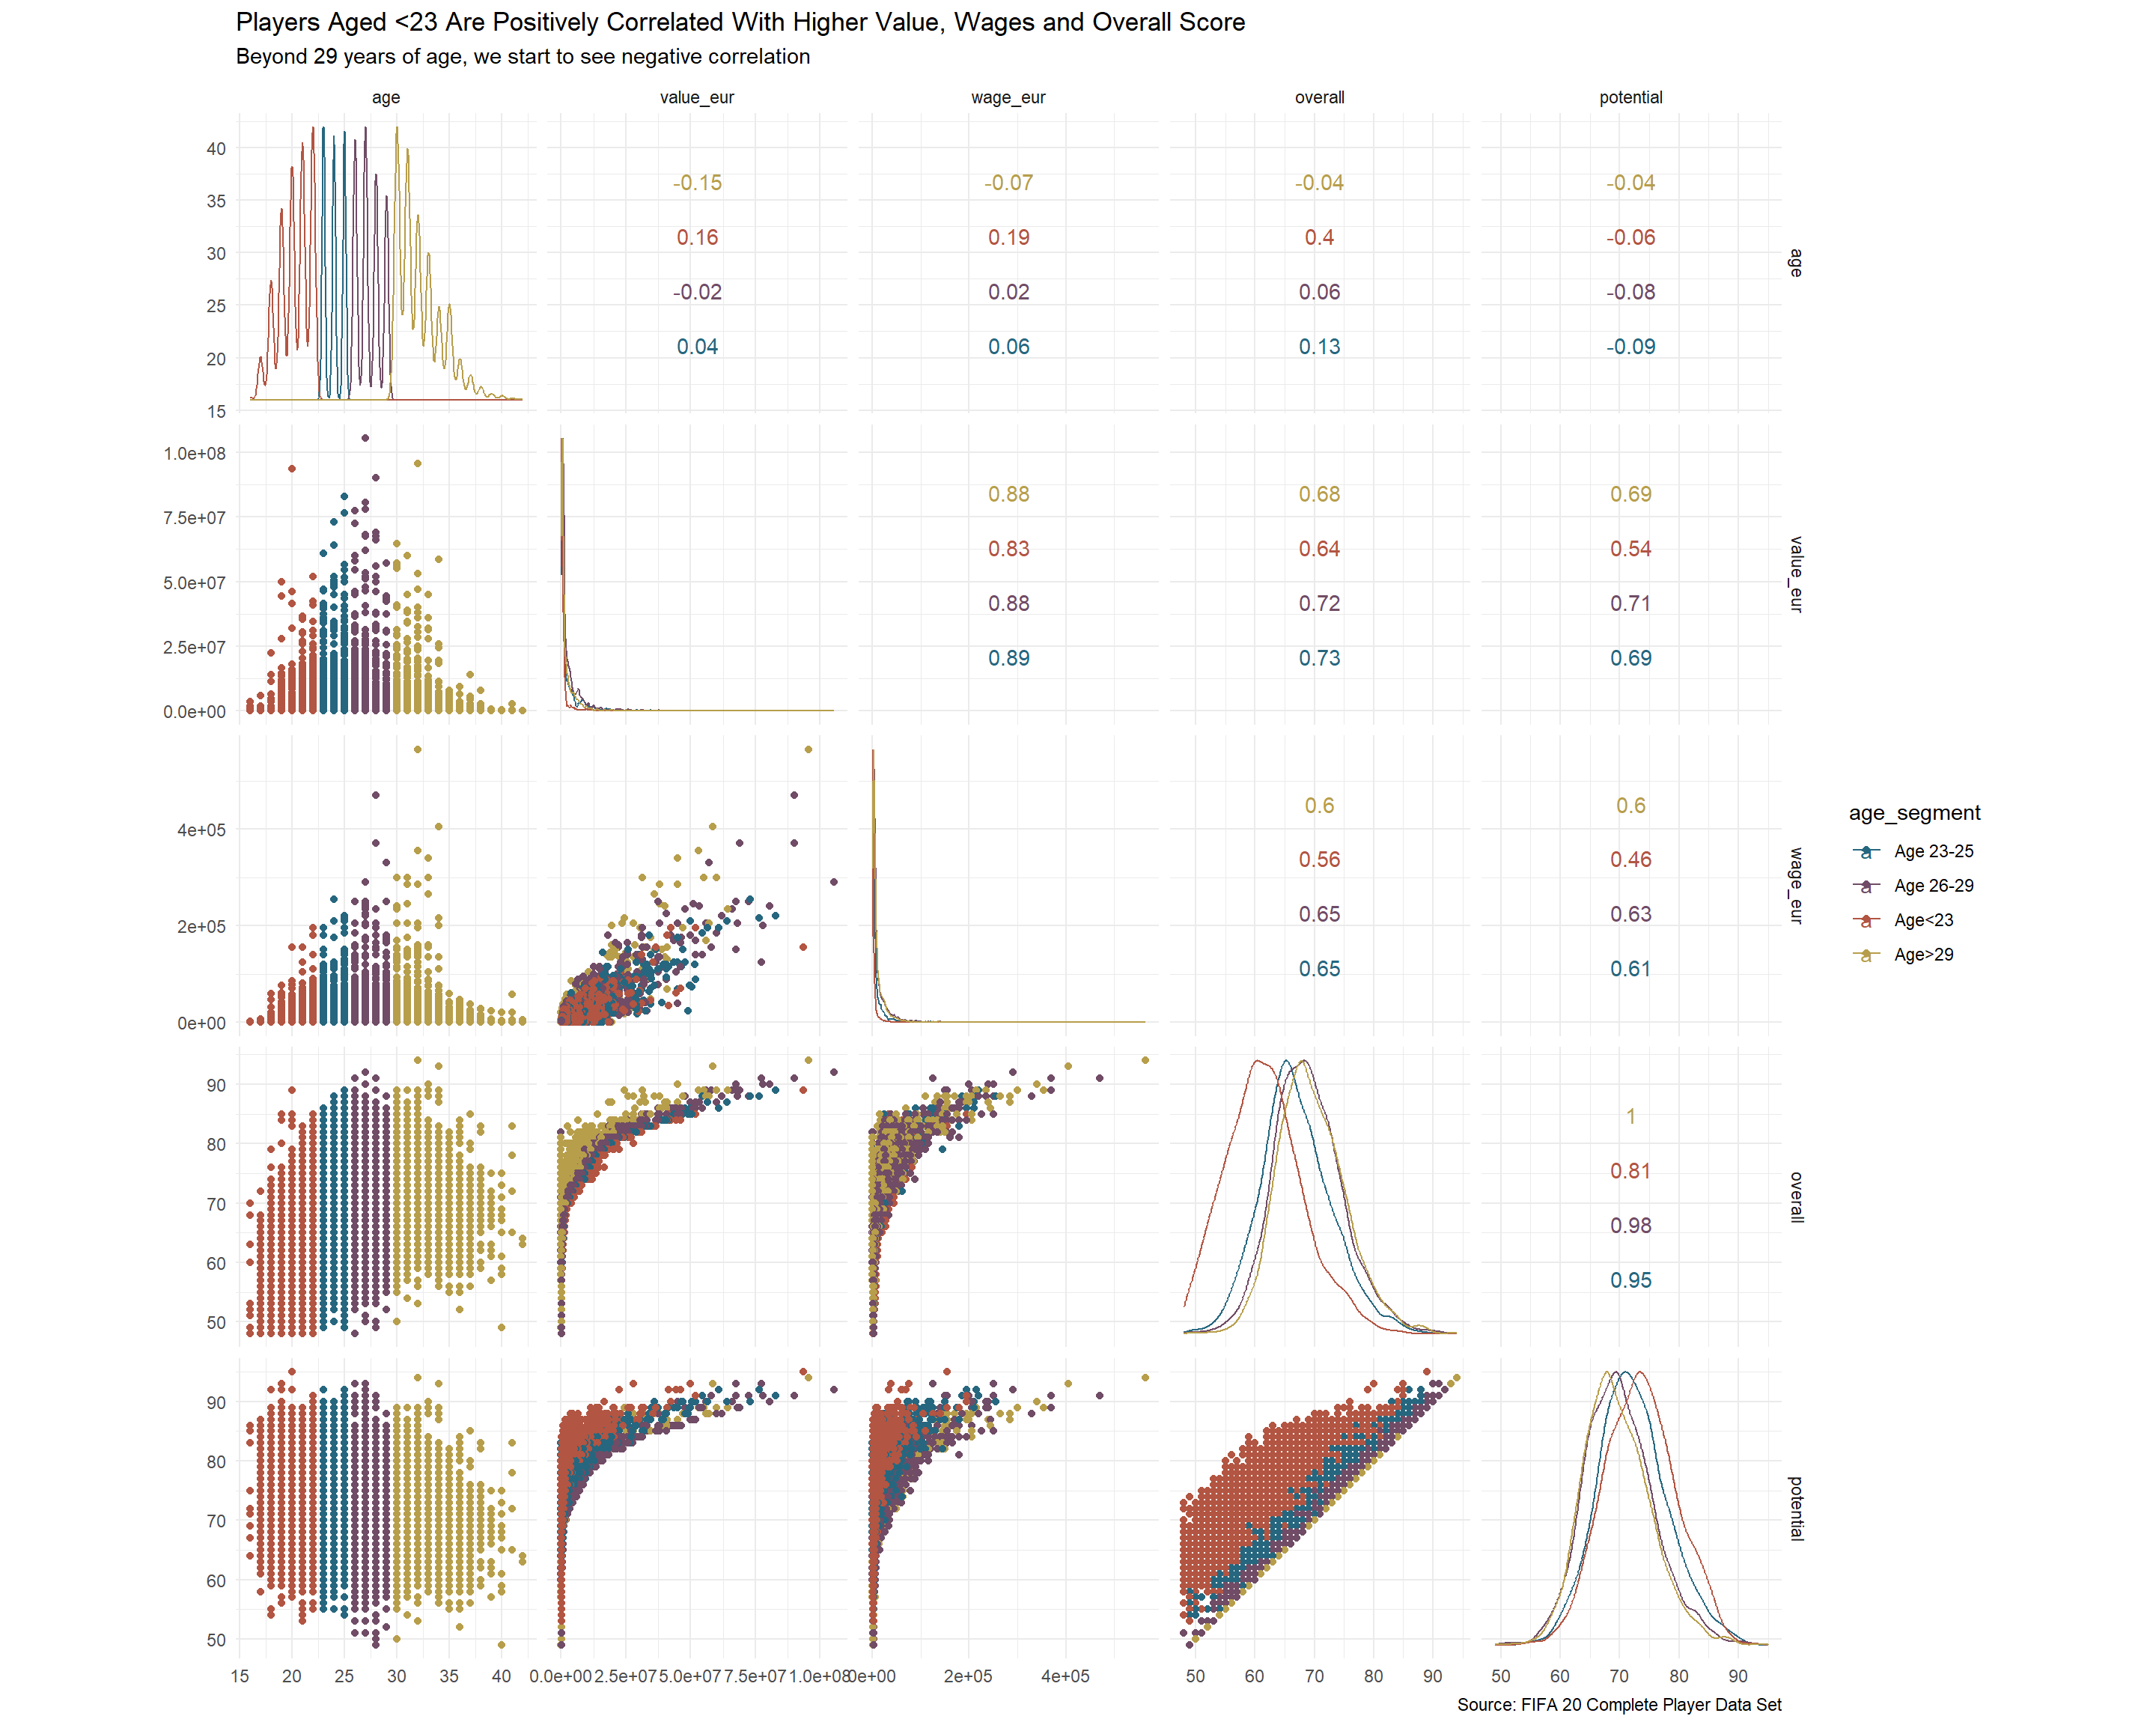 Players Aged <23 Are Positively Correlated With Higher Value, Wages and Overall Score
Beyond 29 years of age, we start to see negative correlation
age value_eur wage_eur overall potential
40
35
30
25
20
15
-0.15 -0.07 -0.04 -0.04
0.16 0.19 0.4 -0.06
-0.02 0.02 0.06 -0.08
0.04 0.06 0.13 -0.09
age
1.0e+08
7.5e+07
5.0e+07
2.5e+07
0.0e+00
0.88 0.68 0.69
0.83 0.64 0.54
0.88 0.72 0.71
0.89 0.73 0.69
value_eur
4e+05
2e+05
0e+00
0.6 0.6
0.56 0.46
0.65 0.63
0.65 0.61
wage_eur
age_segment
a Age 23-25
a Age 26-29
a Age<23
a Age>29
90
80
70
60
50
1
0.81
0.98
0.95
overall
90
80
70
60
50
potential
15 20 25 30 35 40 0.0e+00 2.5e+07 5.0e+07 7.5e+07 1.0e+08 0e+00 2e+05 4e+05 50 60 70 80 90 50 60 70 80 90
Source: FIFA 20 Complete Player Data Set